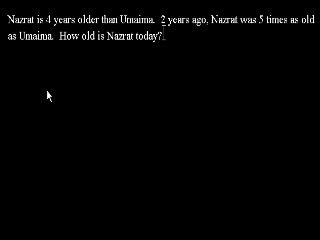 Nazrat is 4 years older than Umaima.  2 years ago, Nazrat was 5 times as old
as Umaima.  How old is Nazrat today?